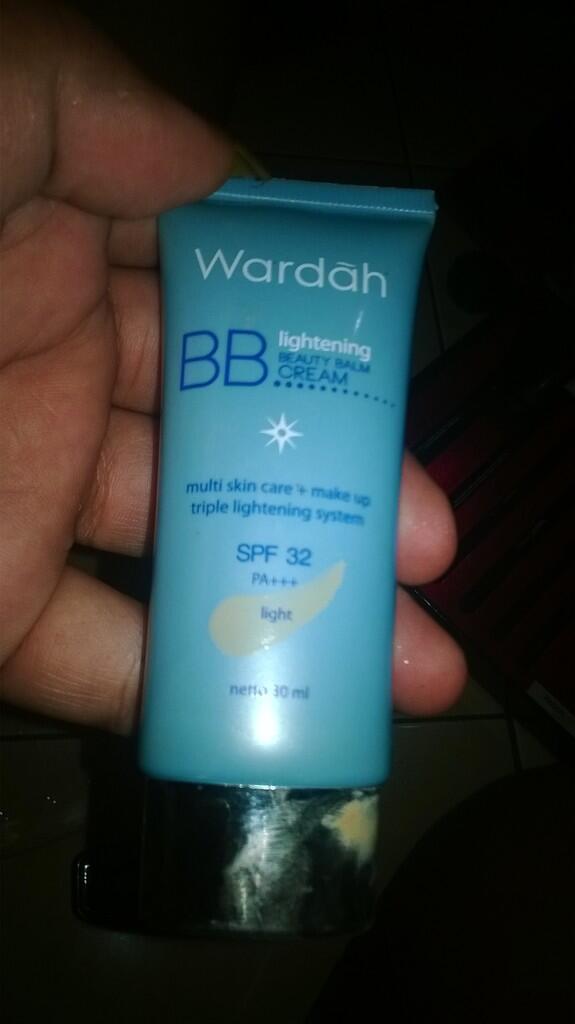 Wardāh
BB lightening
BEAUTY BALM
CREAM
multi skin care + make up
triple lightening system
SPF 32
PA+++
light
netto 30 ml